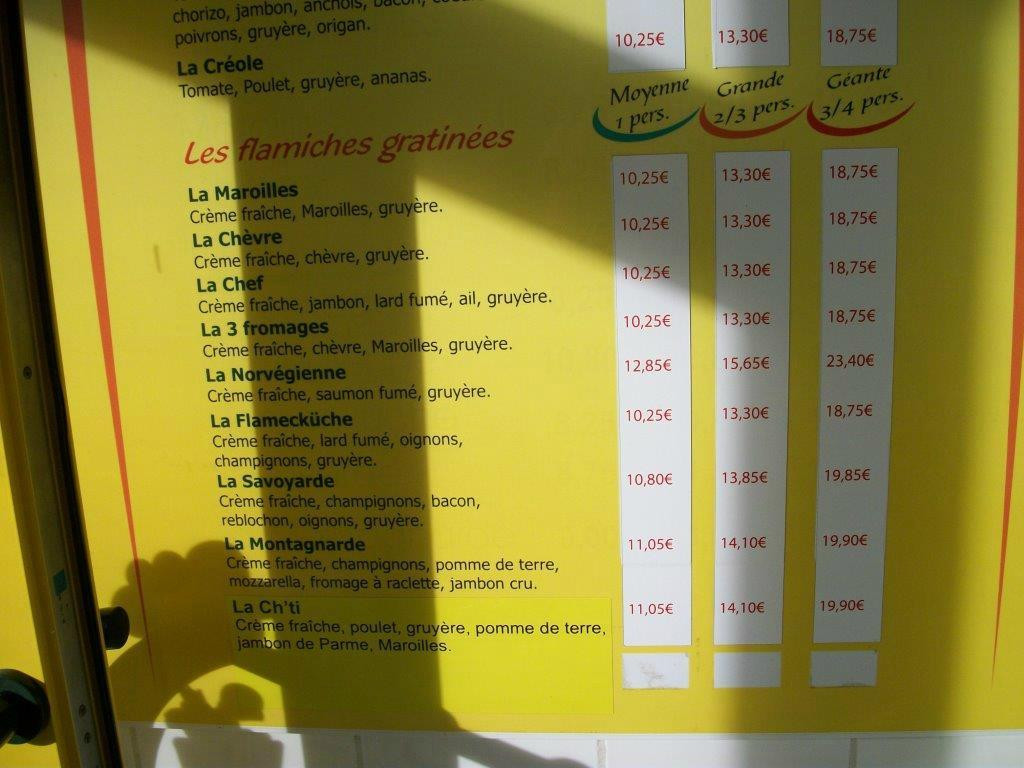 chorizo, jambon, anchois, bacon,
poivrons, gruyère, origan.
10,25€ 13,30€ 18,75€
La Créole
Tomate, Poulet, gruyère, ananas.
Moyenne Grande Géante
1 pers. 2/3 pers. 3/4 pers.
Les flamiches gratinées
La Maroilles
10,25€ 13,30€ 18,75€
Crème fraîche, Maroilles, gruyère.
La Chèvre
10,25€ 13,30€ 18,75€
Crème fraîche, chèvre, gruyère.
La Chef
10,25€ 13,30€ 18,75€
Crème fraîche, jambon, lard fumé, ail, gruyère.
La 3 fromages
10,25€ 13,30€ 18,75€
Crème fraîche, chèvre, Maroilles, gruyère.
La Norvégienne
12,85€ 15,65€ 23,40€
Crème fraîche, saumon fumé, gruyère.
La Flamecküche
10,25€ 13,30€ 18,75€
Crème fraîche, lard fumé, oignons,
champignons, gruyère.
La Savoyarde
10,80€ 13,85€ 19,85€
Crème fraîche, champignons, bacon,
reblochon, oignons, gruyère.
La Montagnarde
11,05€ 14,10€ 19,90€
Crème fraîche, champignons, pomme de terre,
mozzarella, fromage à raclette, jambon cru.
La Ch'ti
11,05€ 14,10€ 19,90€
Crème fraîche, poulet, gruyère, pomme de terre,
jambon de Parme, Maroilles.